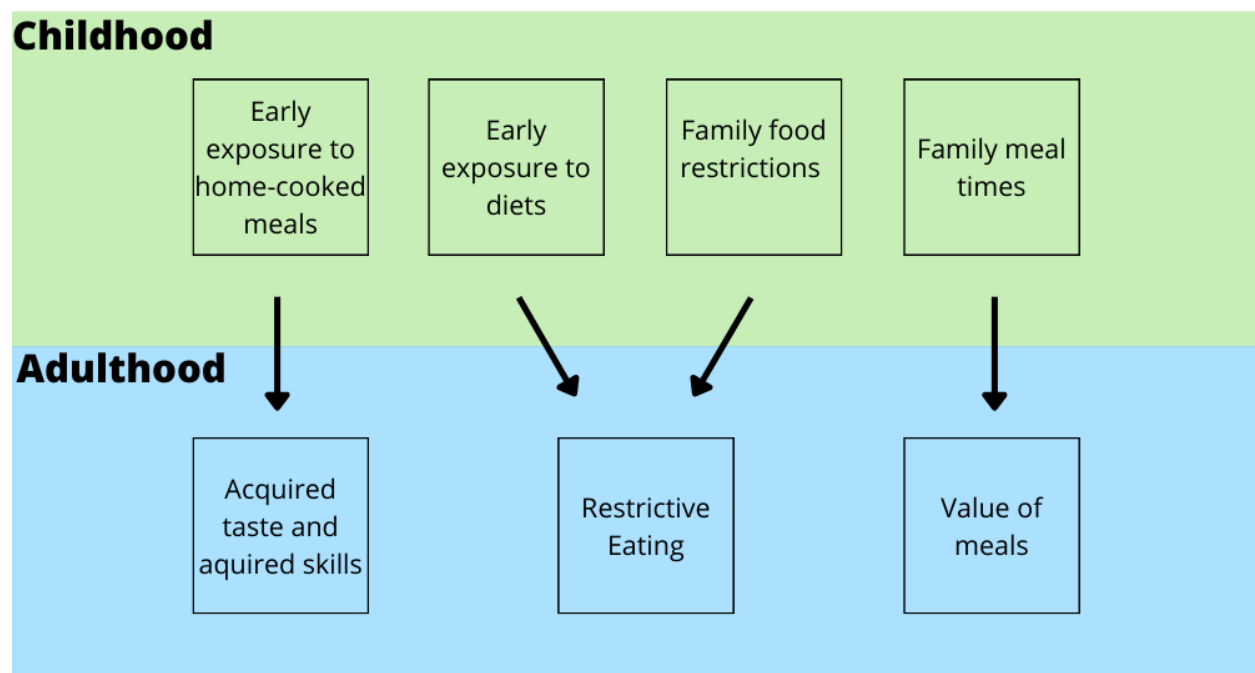 Childhood
Early
exposure to
home-cooked
meals
Early
exposure to
diets
Family food
restrictions
Family meal
times
Adulthood
Acquired
taste and
aquired skills
Restrictive
Eating
Value of
meals